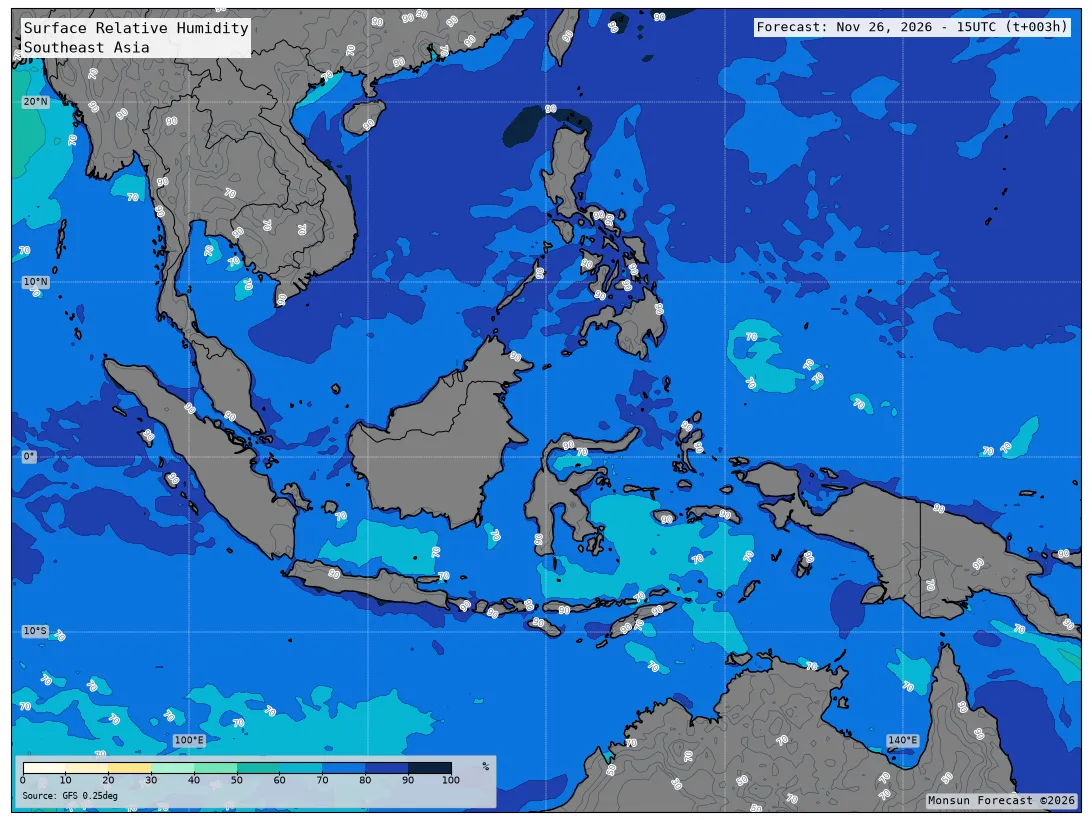 Surface Relative Humidity
Southeast Asia
Forecast: Nov 26, 2026 - 15UTC (t+003h)
20°N
10°N
0°
10°S
100°E
140°E
0 10 20 30 40 50 60 70 80 90 100
%
Source: GFS 0.25deg
Monsun Forecast ©2026